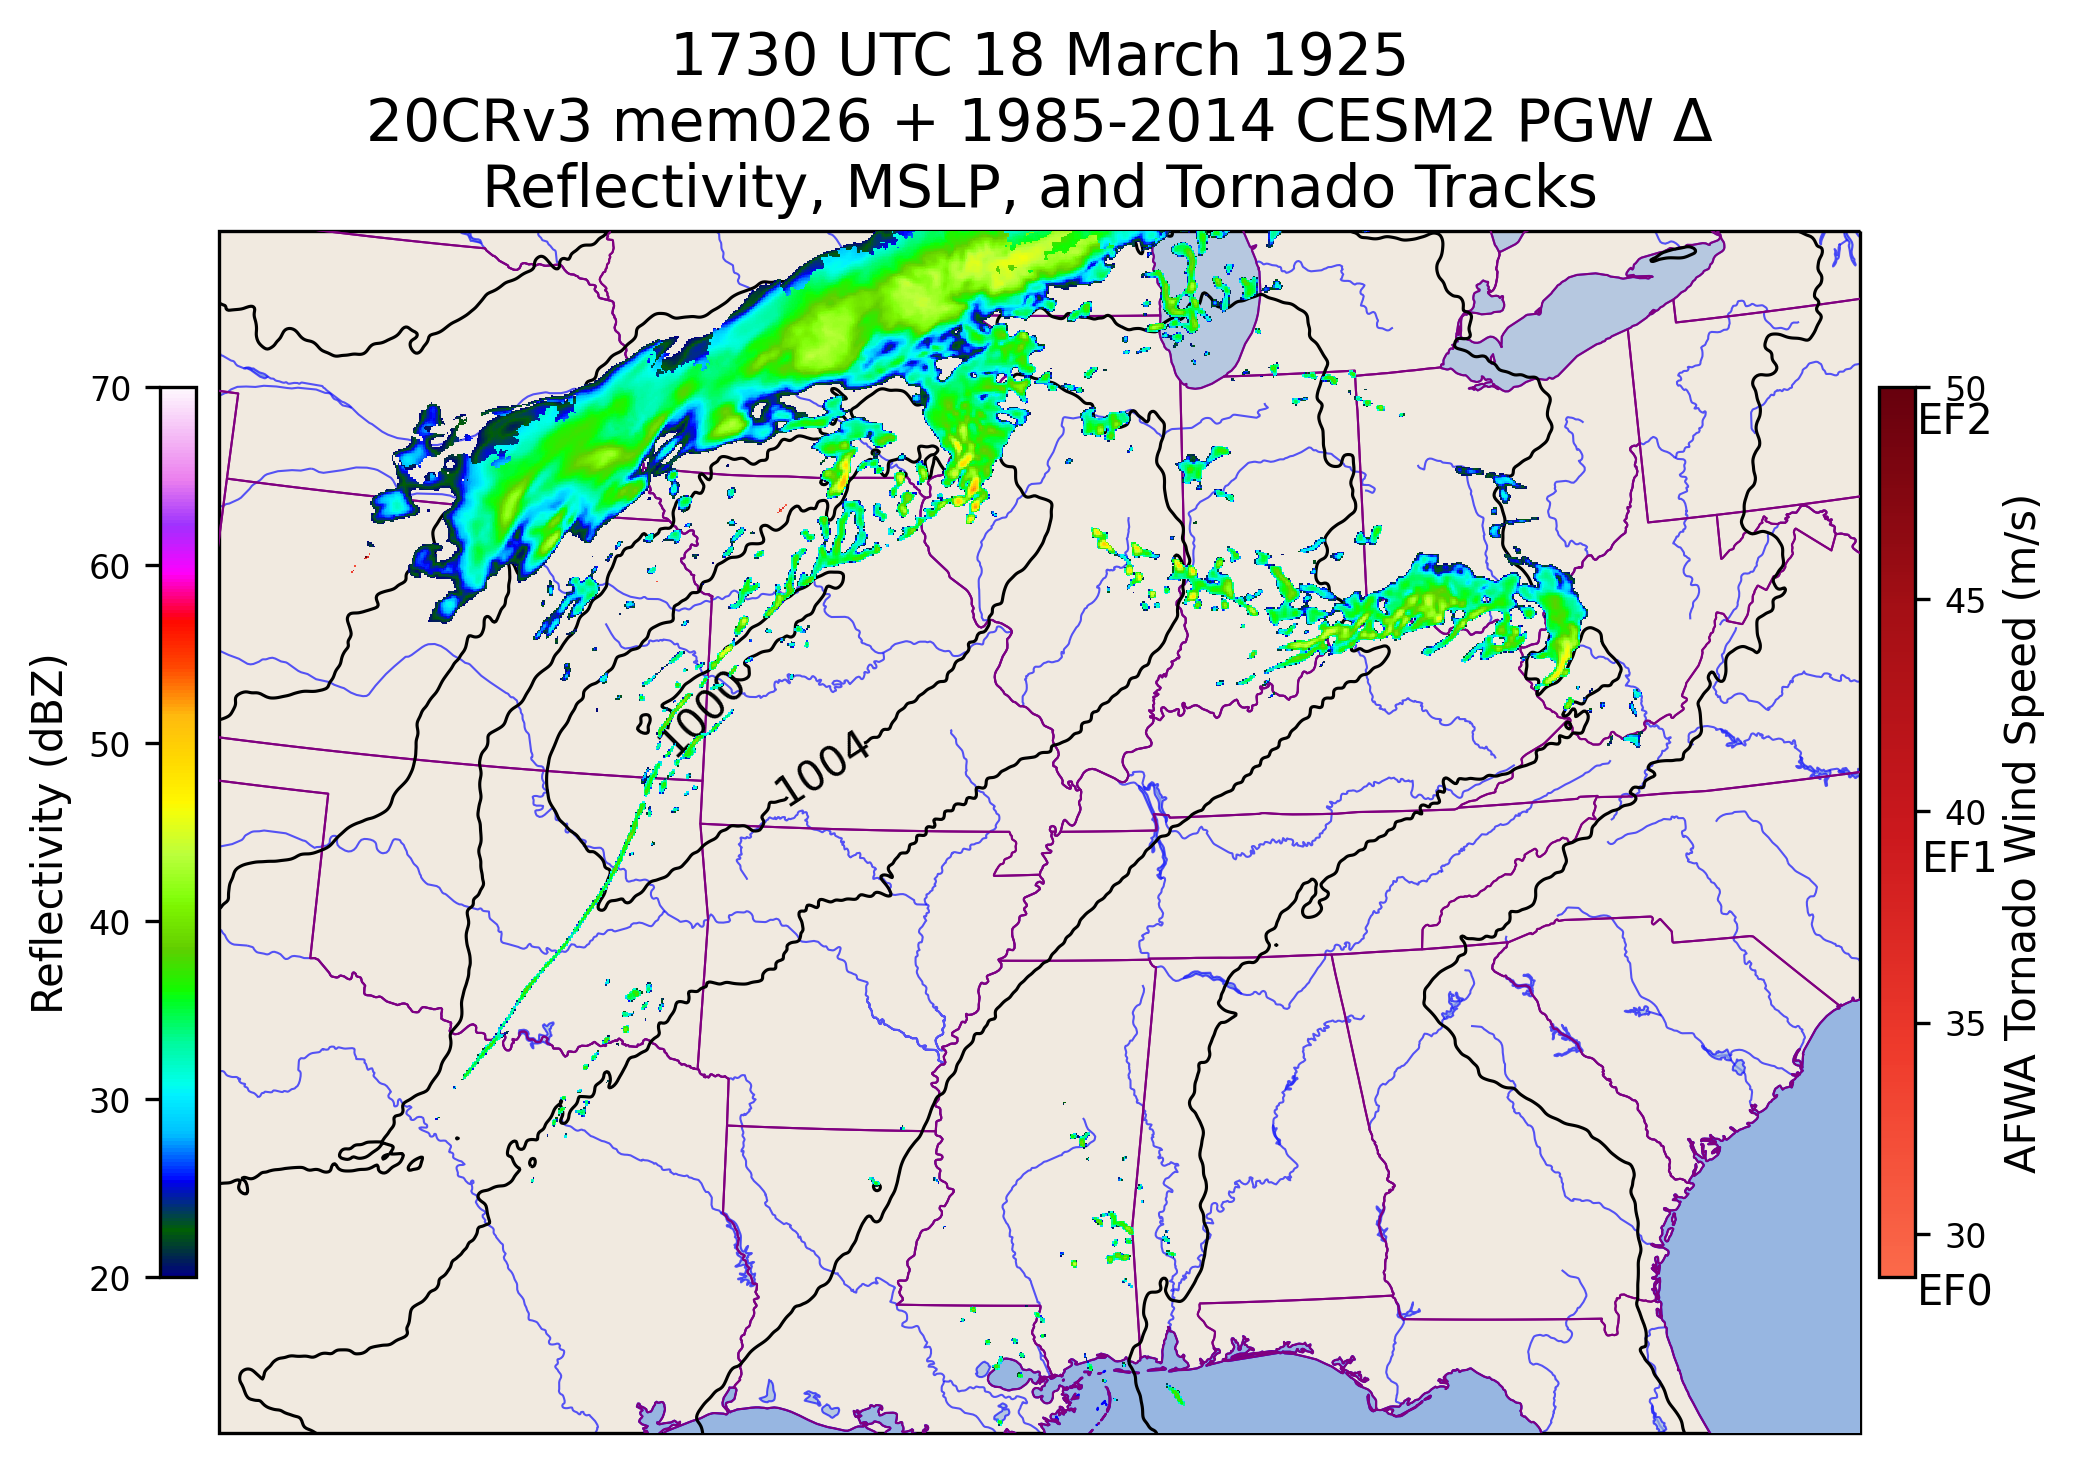 1730 UTC 18 March 1925
20CRv3 mem026 + 1985-2014 CESM2 PGW Δ
Reflectivity, MSLP, and Tornado Tracks
Reflectivity (dBZ)
70
60
50
40
30
20
1000
1004
50
EF2
45
40
EF1
35
30
EF0
AFWA Tornado Wind Speed (m/s)